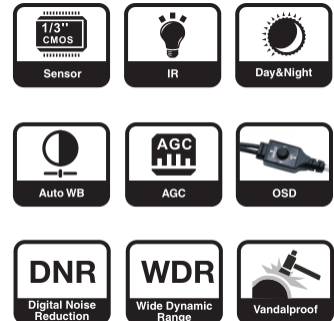 1/3"
CMOS
Sensor
IR
Day&Night
Auto WB
AGC
AGC
OSD
DNR
Digital Noise
Reduction
WDR
Wide Dynamic
Range
Vandalproof